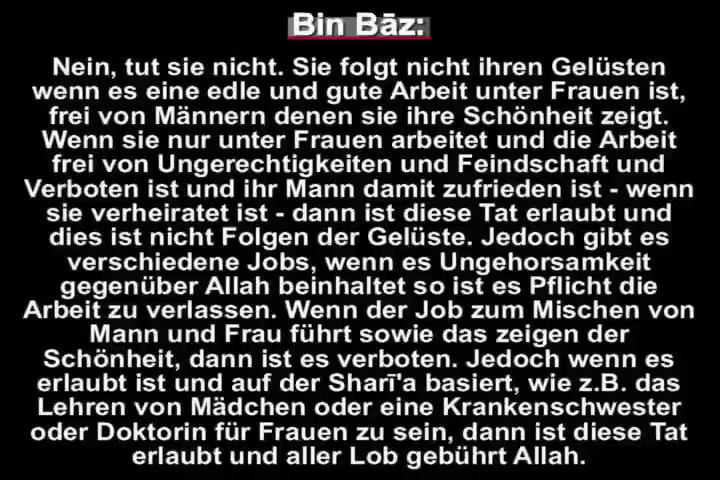 Bin Bāz:
Nein, tut sie nicht. Sie folgt nicht ihren Gelüsten
wenn es eine edle und gute Arbeit unter Frauen ist,
frei von Männern denen sie ihre Schönheit zeigt.
Wenn sie nur unter Frauen arbeitet und die Arbeit
frei von Ungerechtigkeiten und Feindschaft und
Verboten ist und ihr Mann damit zufrieden ist - wenn
sie verheiratet ist - dann ist diese Tat erlaubt und
dies ist nicht Folgen der Gelüste. Jedoch gibt es
verschiedene Jobs, wenn es Ungehorsamkeit
gegenüber Allah beinhaltet so ist es Pflicht die
Arbeit zu verlassen. Wenn der Job zum Mischen von
Mann und Frau führt sowie das zeigen der
Schönheit, dann ist es verboten. Jedoch wenn es
erlaubt ist und auf der Sharī'a basiert, wie z.B. das
Lehren von Mädchen oder eine Krankenschwester
oder Doktorin für Frauen zu sein, dann ist diese Tat
erlaubt und aller Lob gebührt Allah.